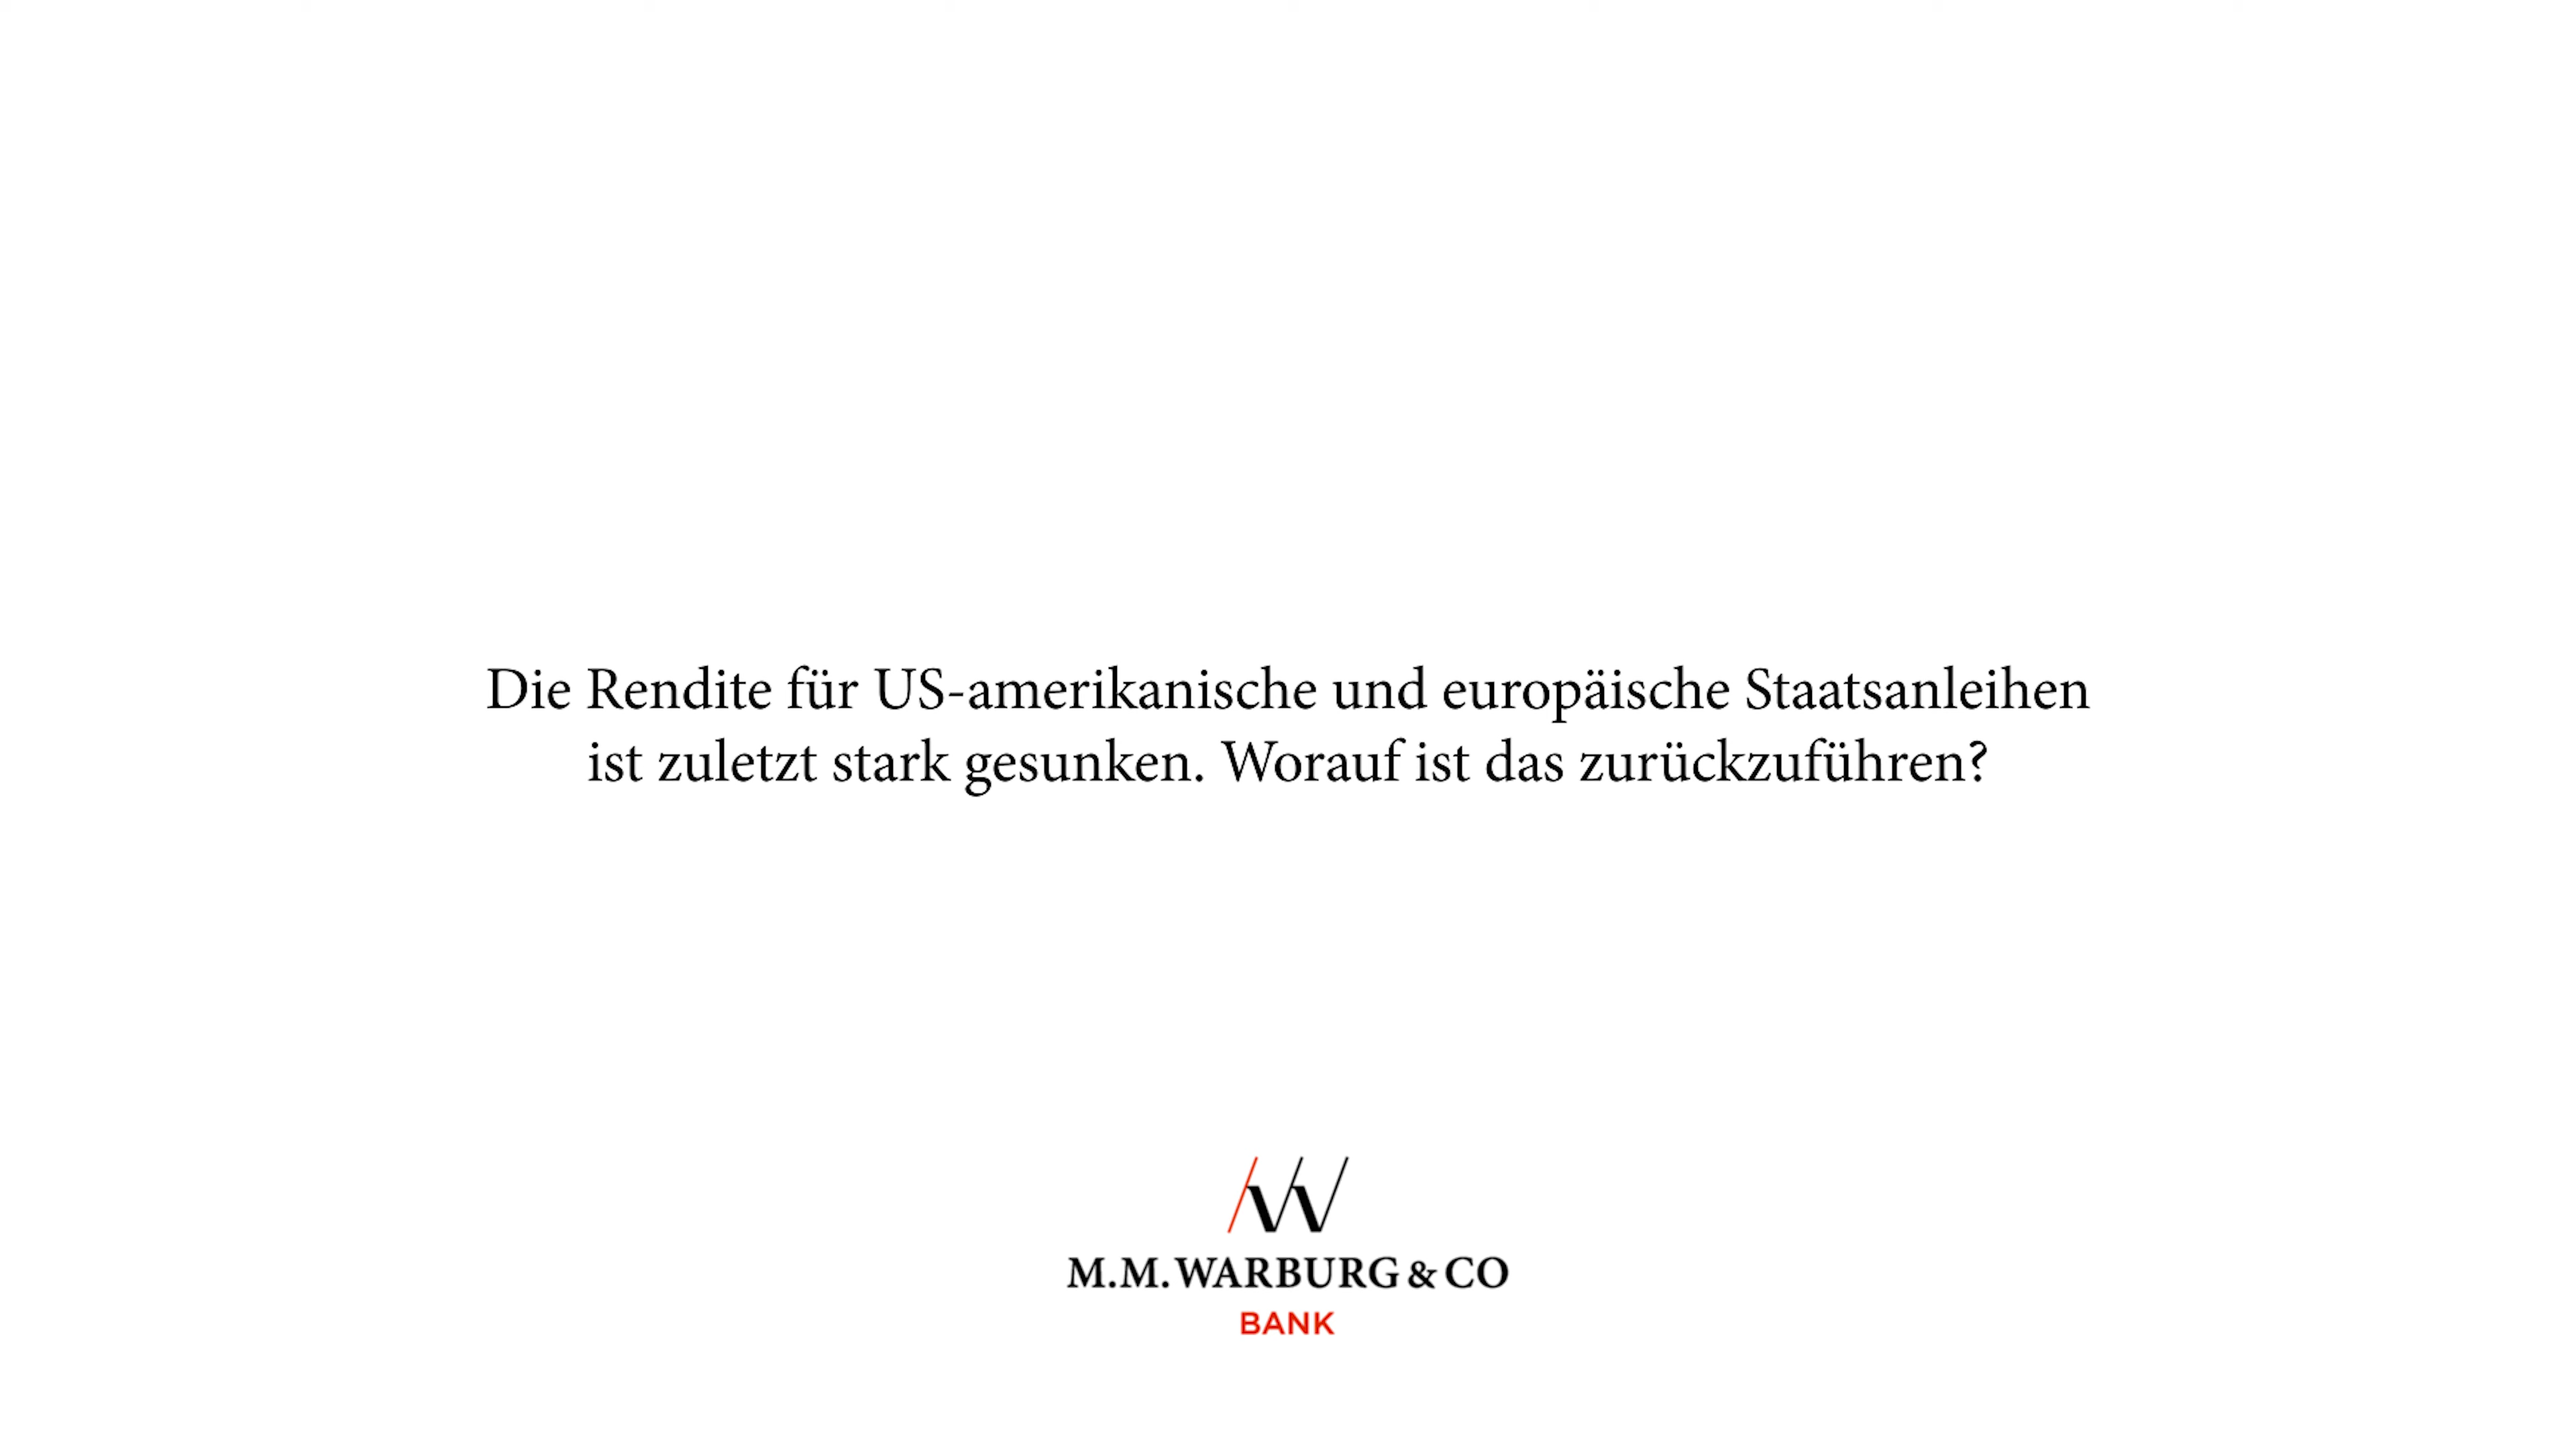 Die Rendite für US-amerikanische und europäische Staatsanleihen
ist zuletzt stark gesunken. Worauf ist das zurückzuführen?
M.M.WARBURG & CO
BANK